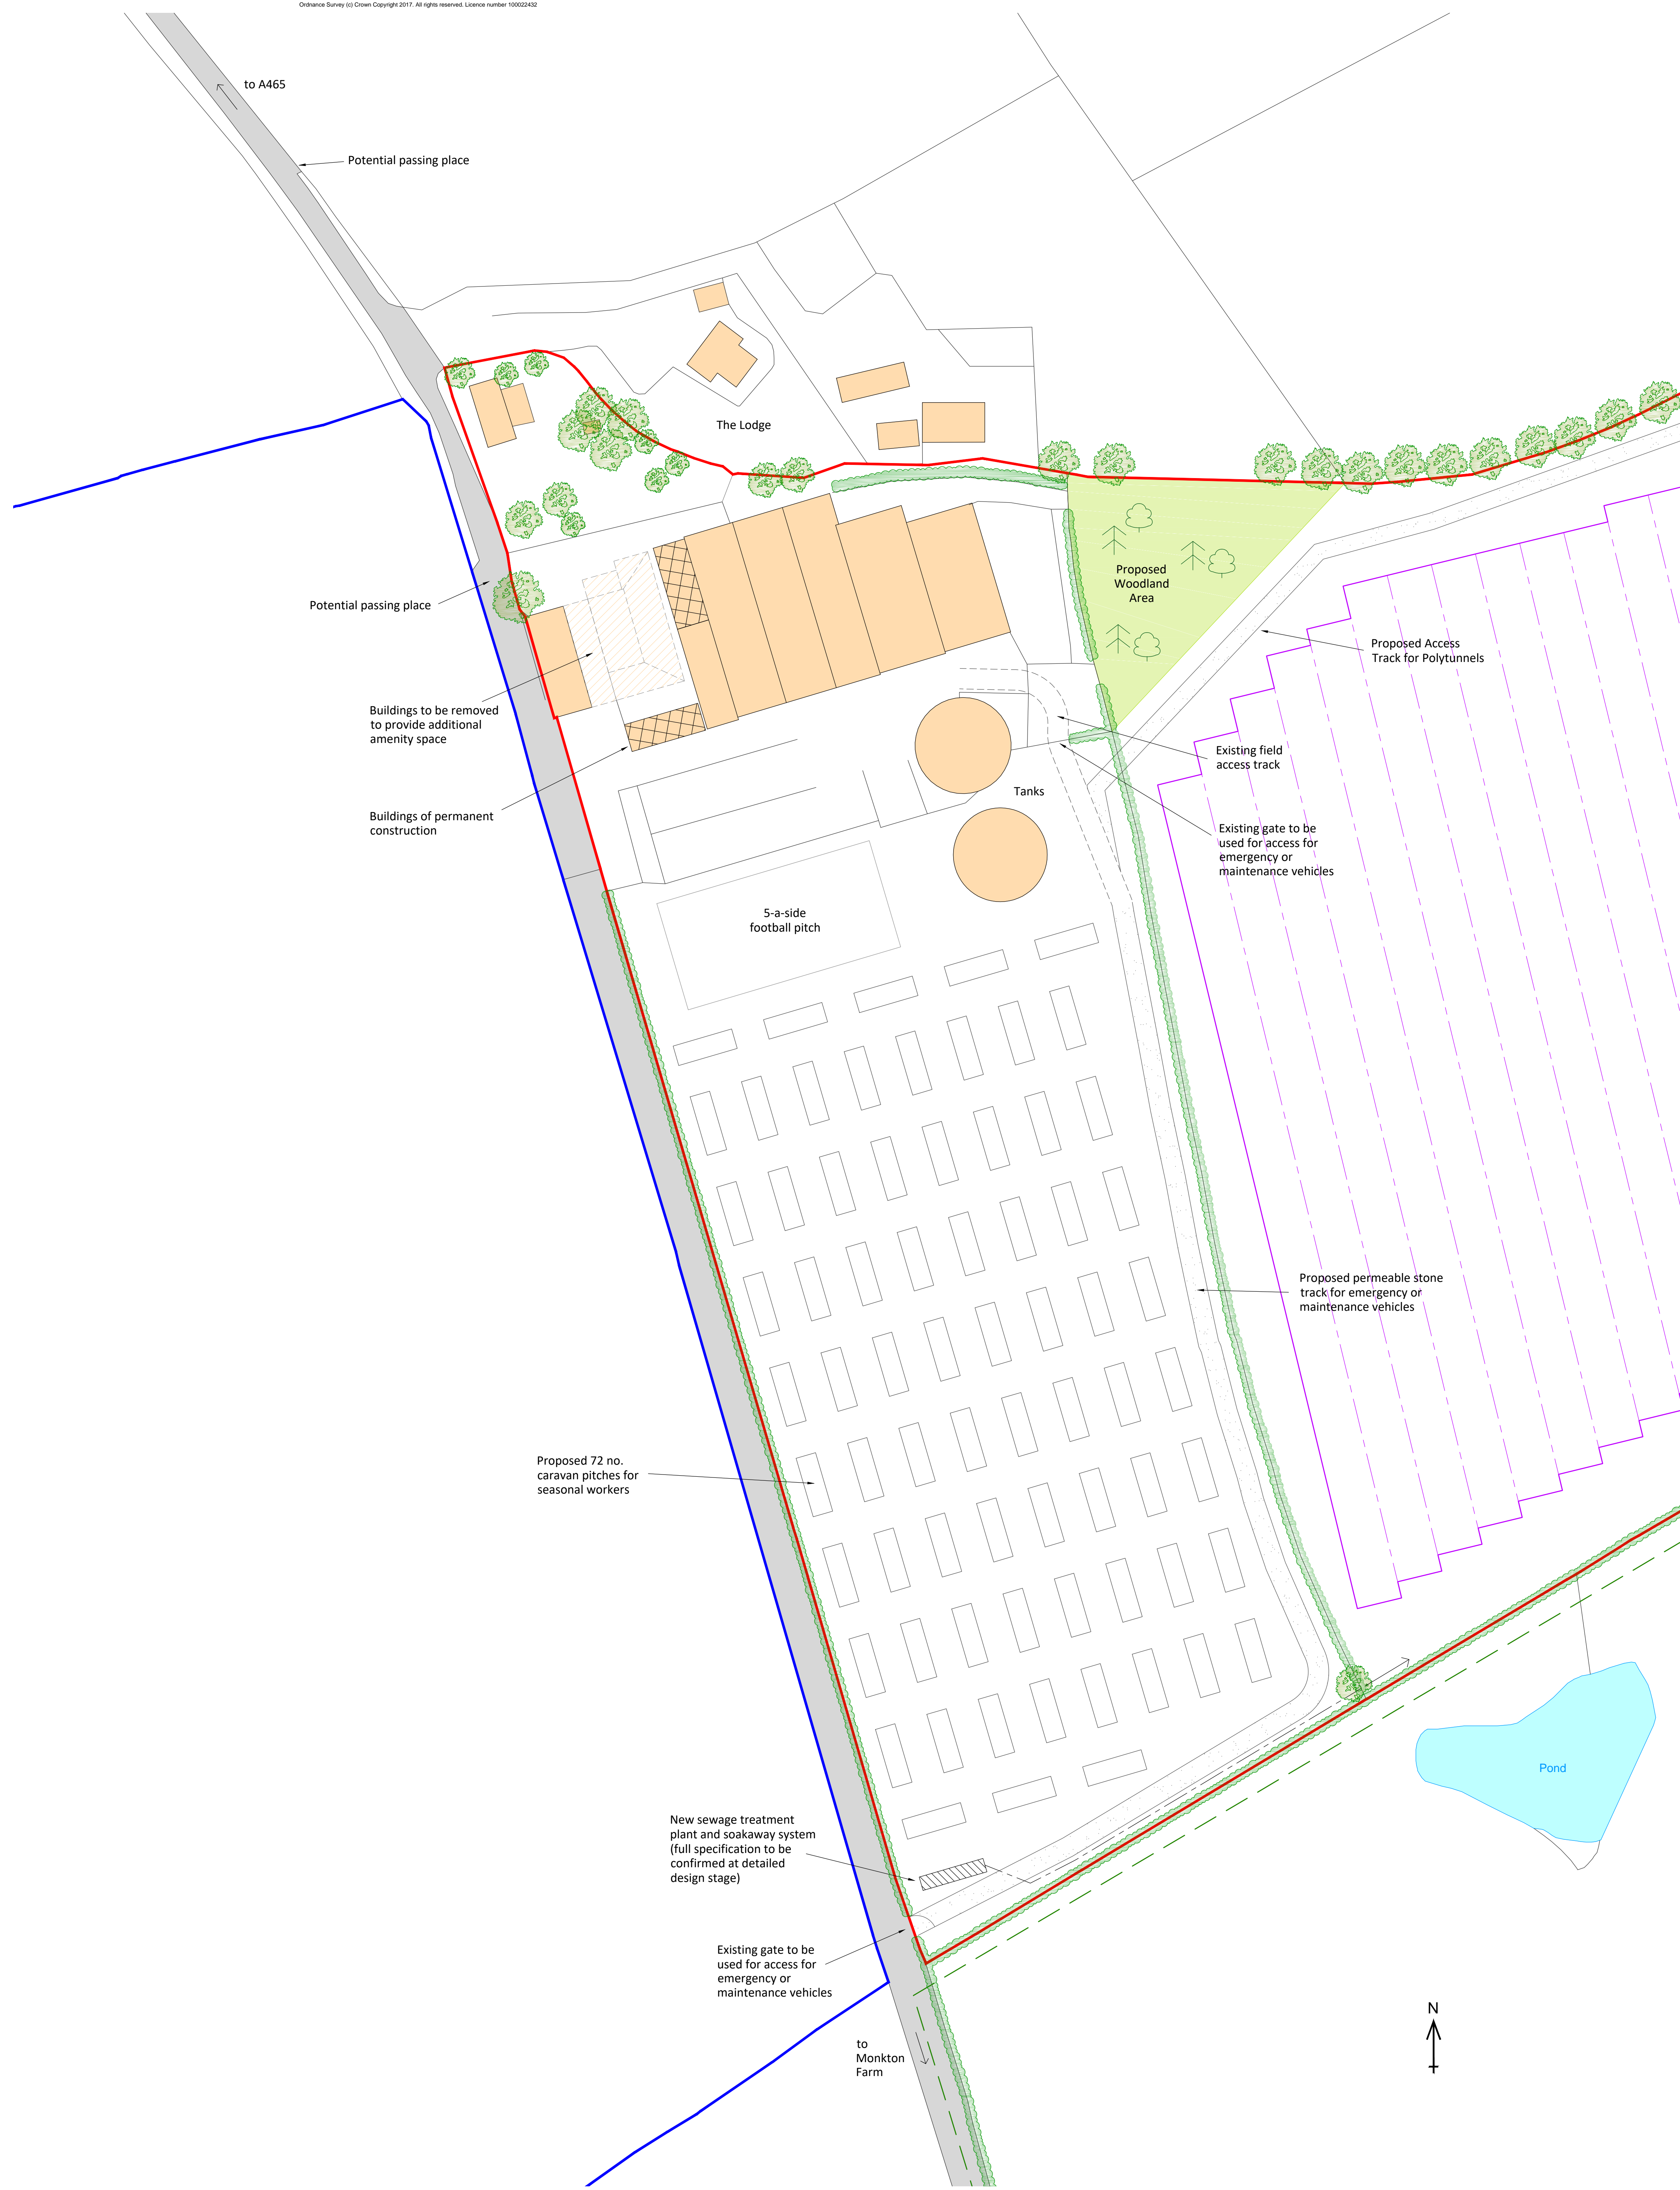 Ordnance Survey (c) Crown Copyright 2017. All rights reserved. Licence number 100022432
to A465
Potential passing place
The Lodge
Proposed
Woodland
Area
Potential passing place
Proposed Access
Track for Polytunnels
Buildings to be removed
to provide additional
amenity space
Existing field
access track
Tanks
Buildings of permanent
construction
Existing gate to be
used for access for
emergency or
maintenance vehicles
5-a-side
football pitch
Proposed permeable stone
track for emergency or
maintenance vehicles
Proposed 72 no.
caravan pitches for
seasonal workers
Pond
New sewage treatment
plant and soakaway system
(full specification to be
confirmed at detailed
design stage)
Existing gate to be
used for access for
emergency or
maintenance vehicles
N
to
Monkton
Farm